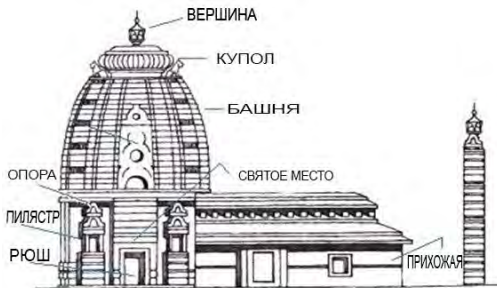 ВЕРШИНА
КУПОЛ
БАШНЯ
ОПОРА
СВЯТОЕ МЕСТО
ПИЛЯСТР
РЮШ
ПРИХОЖАЯ